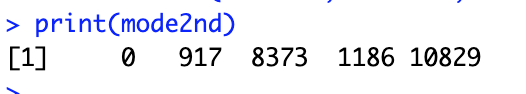 > print(mode2nd)
[1]     0   917  8373  1186 10829
>